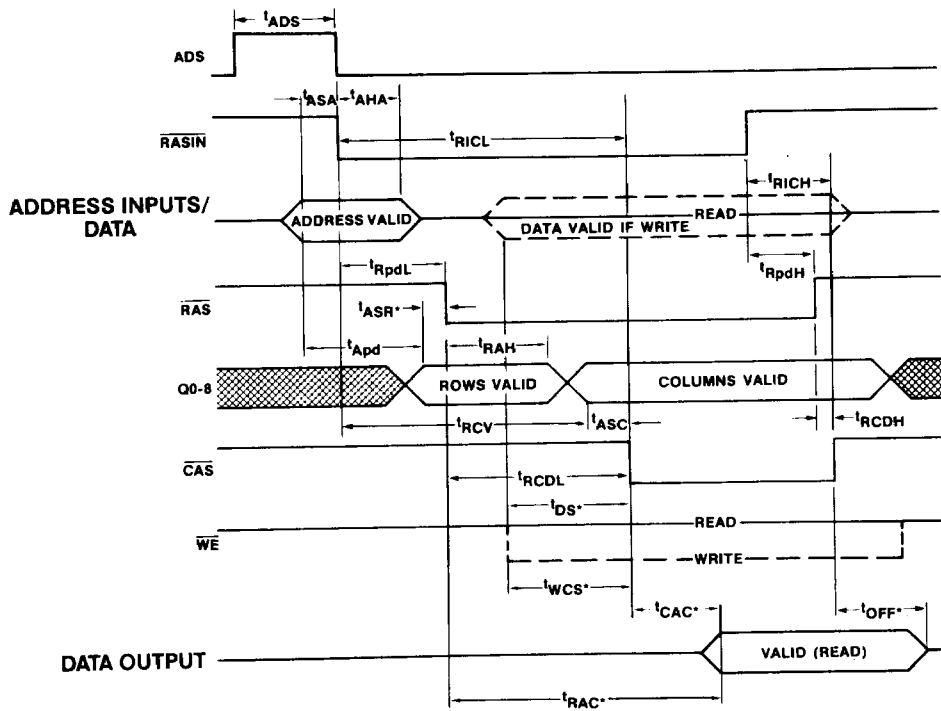 tADS
ADS
tASA tAHA
RASIN
tRICL
tRICH
ADDRESS INPUTS/
DATA
ADDRESS VALID
READ
DATA VALID IF WRITE
tRpdL
tRpdH
RAS
tASR*
tApd
tRAH
Q0-8
ROWS VALID
COLUMNS VALID
tRCV
tASC
tRCDH
CAS
tRCDL
tDS*
WE
READ
WRITE
tWCS*
tCAC*
tOFF*
DATA OUTPUT
VALID (READ)
tRAC*